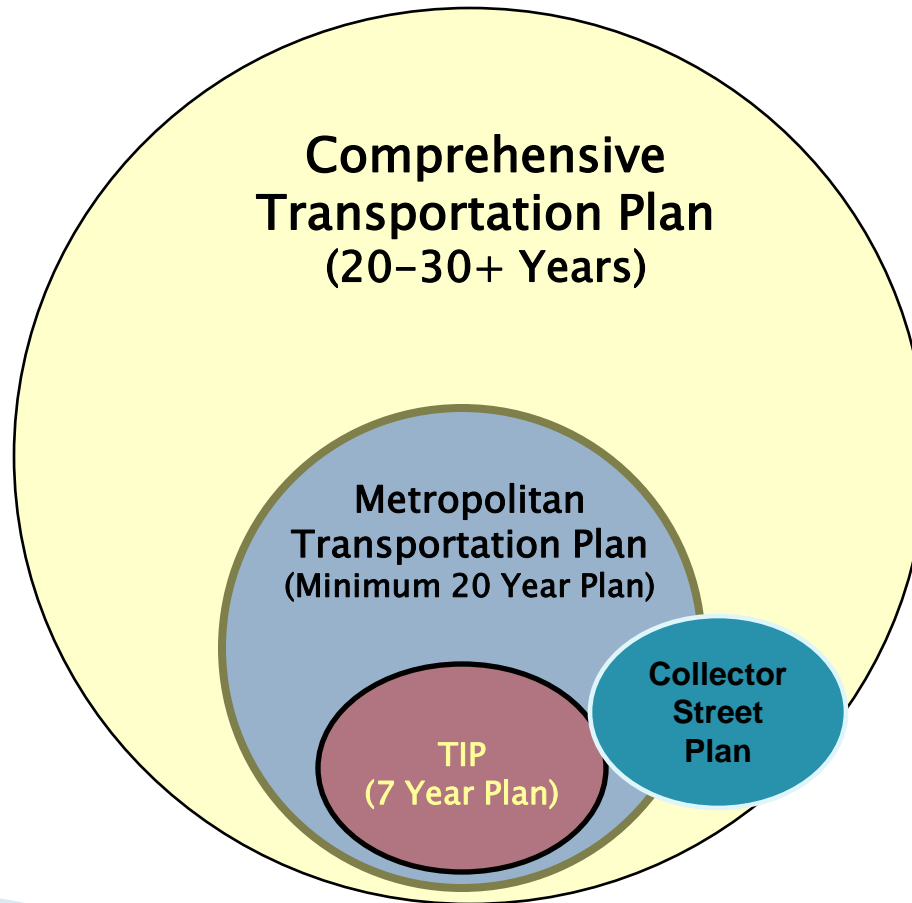 Comprehensive
Transportation Plan
(20-30+ Years)
Metropolitan
Transportation Plan
(Minimum 20 Year Plan)
Collector
Street
Plan
TIP
(7 Year Plan)